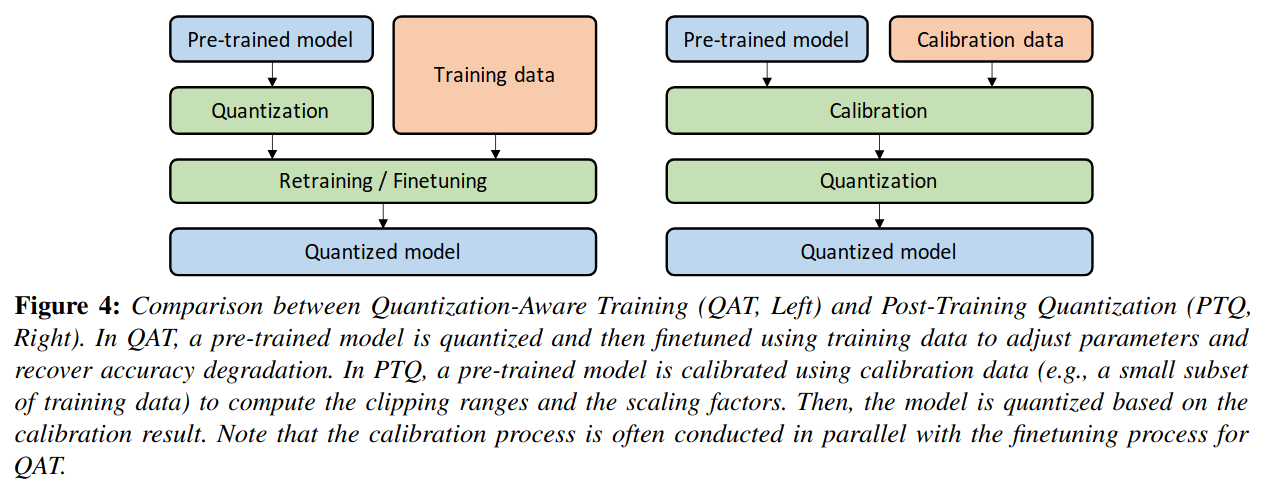 Pre-trained model
Training data
Quantization
Retraining / Finetuning
Quantized model
Pre-trained model
Calibration data
Calibration
Quantization
Quantized model
Figure 4: Comparison between Quantization-Aware Training (QAT, Left) and Post-Training Quantization (PTQ,
Right). In QAT, a pre-trained model is quantized and then finetuned using training data to adjust parameters and
recover accuracy degradation. In PTQ, a pre-trained model is calibrated using calibration data (e.g., a small subset
of training data) to compute the clipping ranges and the scaling factors. Then, the model is quantized based on the
calibration result. Note that the calibration process is often conducted in parallel with the finetuning process for
QAT.